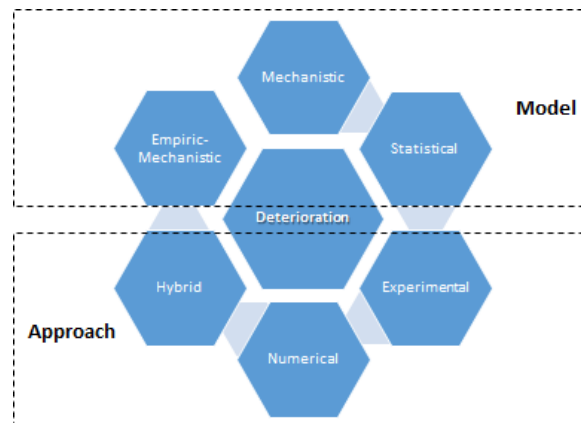 Mechanistic
Model
Empiric-
Mechanistic
Statistical
Deterioration
Hybrid
Experimental
Approach
Numerical